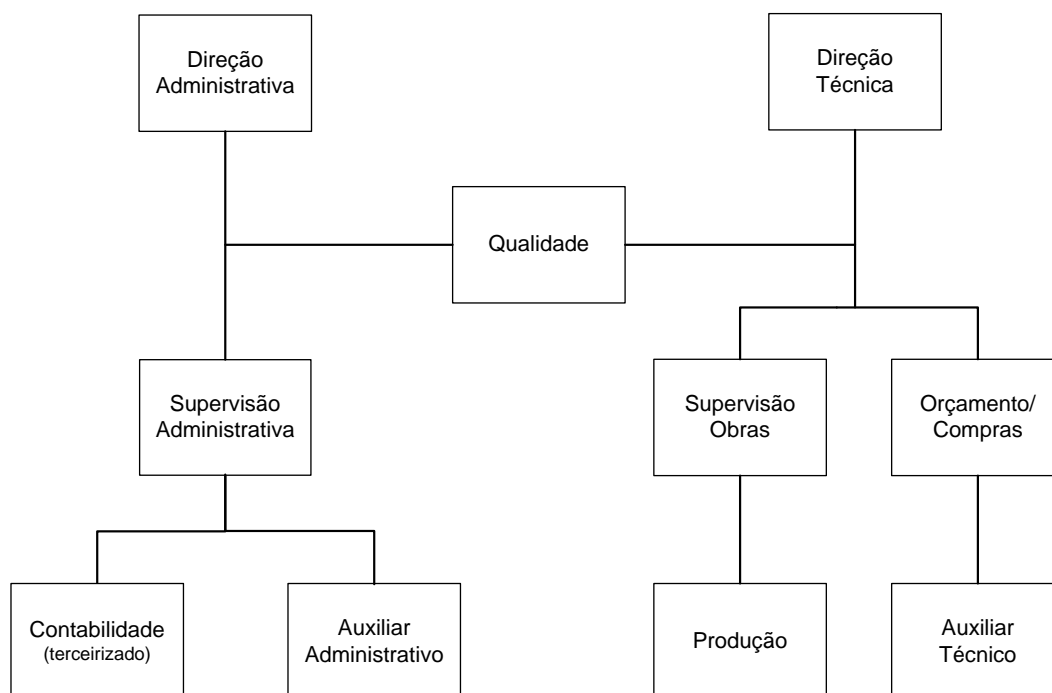 Direção
Administrativa
Direção
Técnica
Qualidade
Supervisão
Administrativa
Supervisão
Obras
Orçamento/
Compras
Contabilidade
(terceirizado)
Auxiliar
Administrativo
Produção
Auxiliar
Técnico